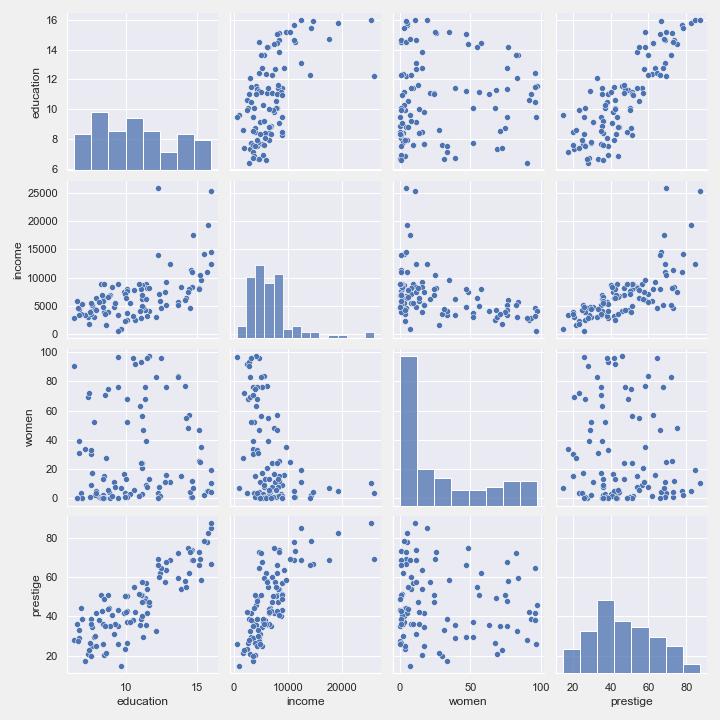 16
14
12
10
8
6
education
25000
20000
15000
10000
5000
0
income
100
80
60
40
20
0
women
80
60
40
20
prestige
10 15
education
0 10000 20000
income
0 50 100
women
20 40 60 80
prestige